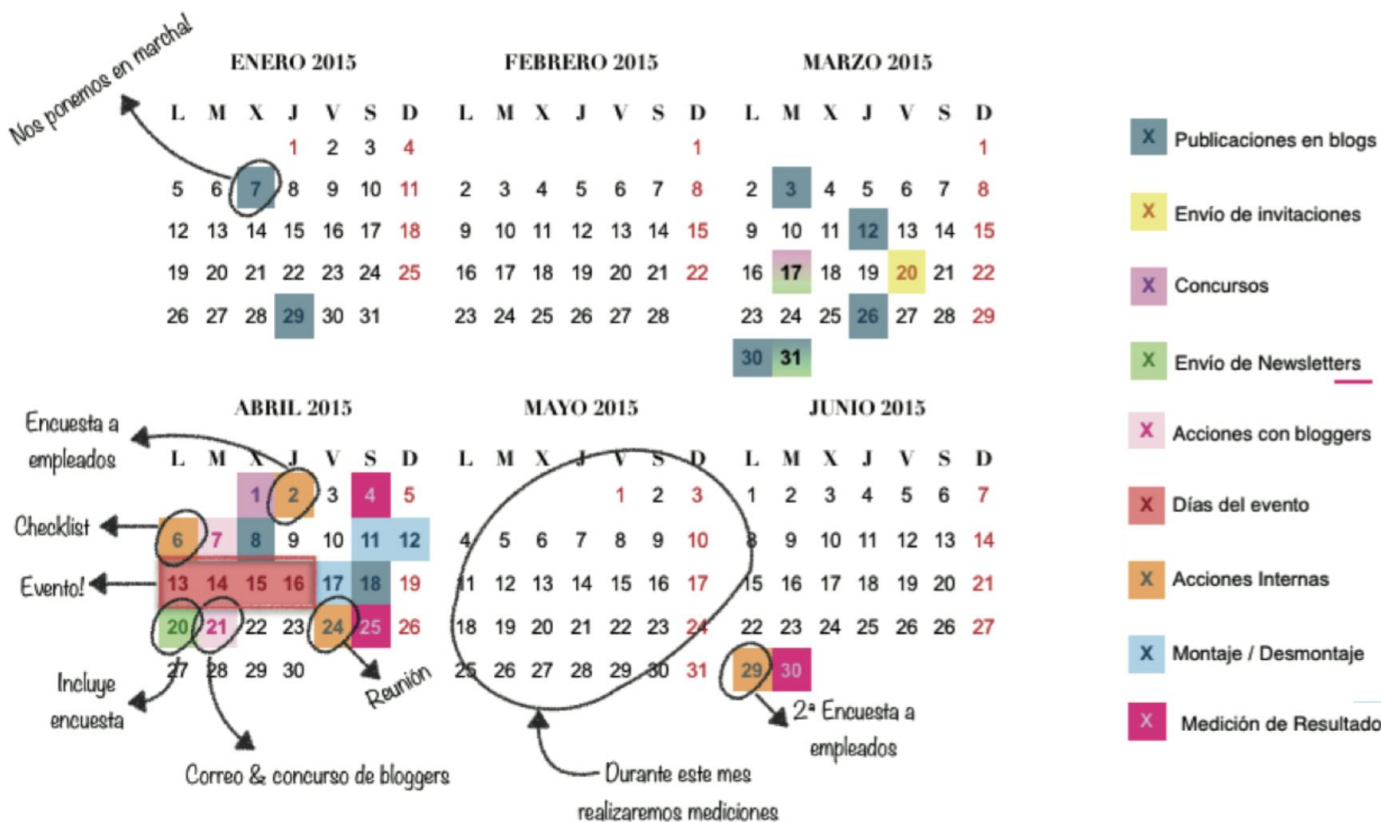 Nos ponemos en marcha!
ENERO 2015
L M X J V S D
1 2 3 4
5 6 7 8 9 10 11
12 13 14 15 16 17 18
19 20 21 22 23 24 25
26 27 28 29 30 31
FEBRERO 2015
L M X J V S D
1
2 3 4 5 6 7 8
9 10 11 12 13 14 15
16 17 18 19 20 21 22
23 24 25 26 27 28
MARZO 2015
L M X J V S D
1
2 3 4 5 6 7 8
9 10 11 12 13 14 15
16 17 18 19 20 21 22
23 24 25 26 27 28 29
30 31
ABRIL 2015
L M X J V S D
1 2 3 4 5
6 7 8 9 10 11 12
13 14 15 16 17 18 19
20 21 22 23 24 25 26
27 28 29 30
Encuesta a
empleados
Checklist
Evento!
Incluye
encuesta
Correo & concurso de bloggers
Reunión
MAYO 2015
L M X J V S D
1 2 3
4 5 6 7 8 9 10
11 12 13 14 15 16 17
18 19 20 21 22 23 24
25 26 27 28 29 30 31
Durante este mes
realizaremos mediciones
JUNIO 2015
L M X J V S D
1 2 3 4 5 6 7
8 9 10 11 12 13 14
15 16 17 18 19 20 21
22 23 24 25 26 26 27
29 30
2ª Encuesta a
empleados
X Publicaciones en blogs
X Envío de invitaciones
X Concursos
X Envío de Newsletters
X Acciones con bloggers
X Días del evento
X Acciones Internas
X Montaje / Desmontaje
X Medición de Resultado